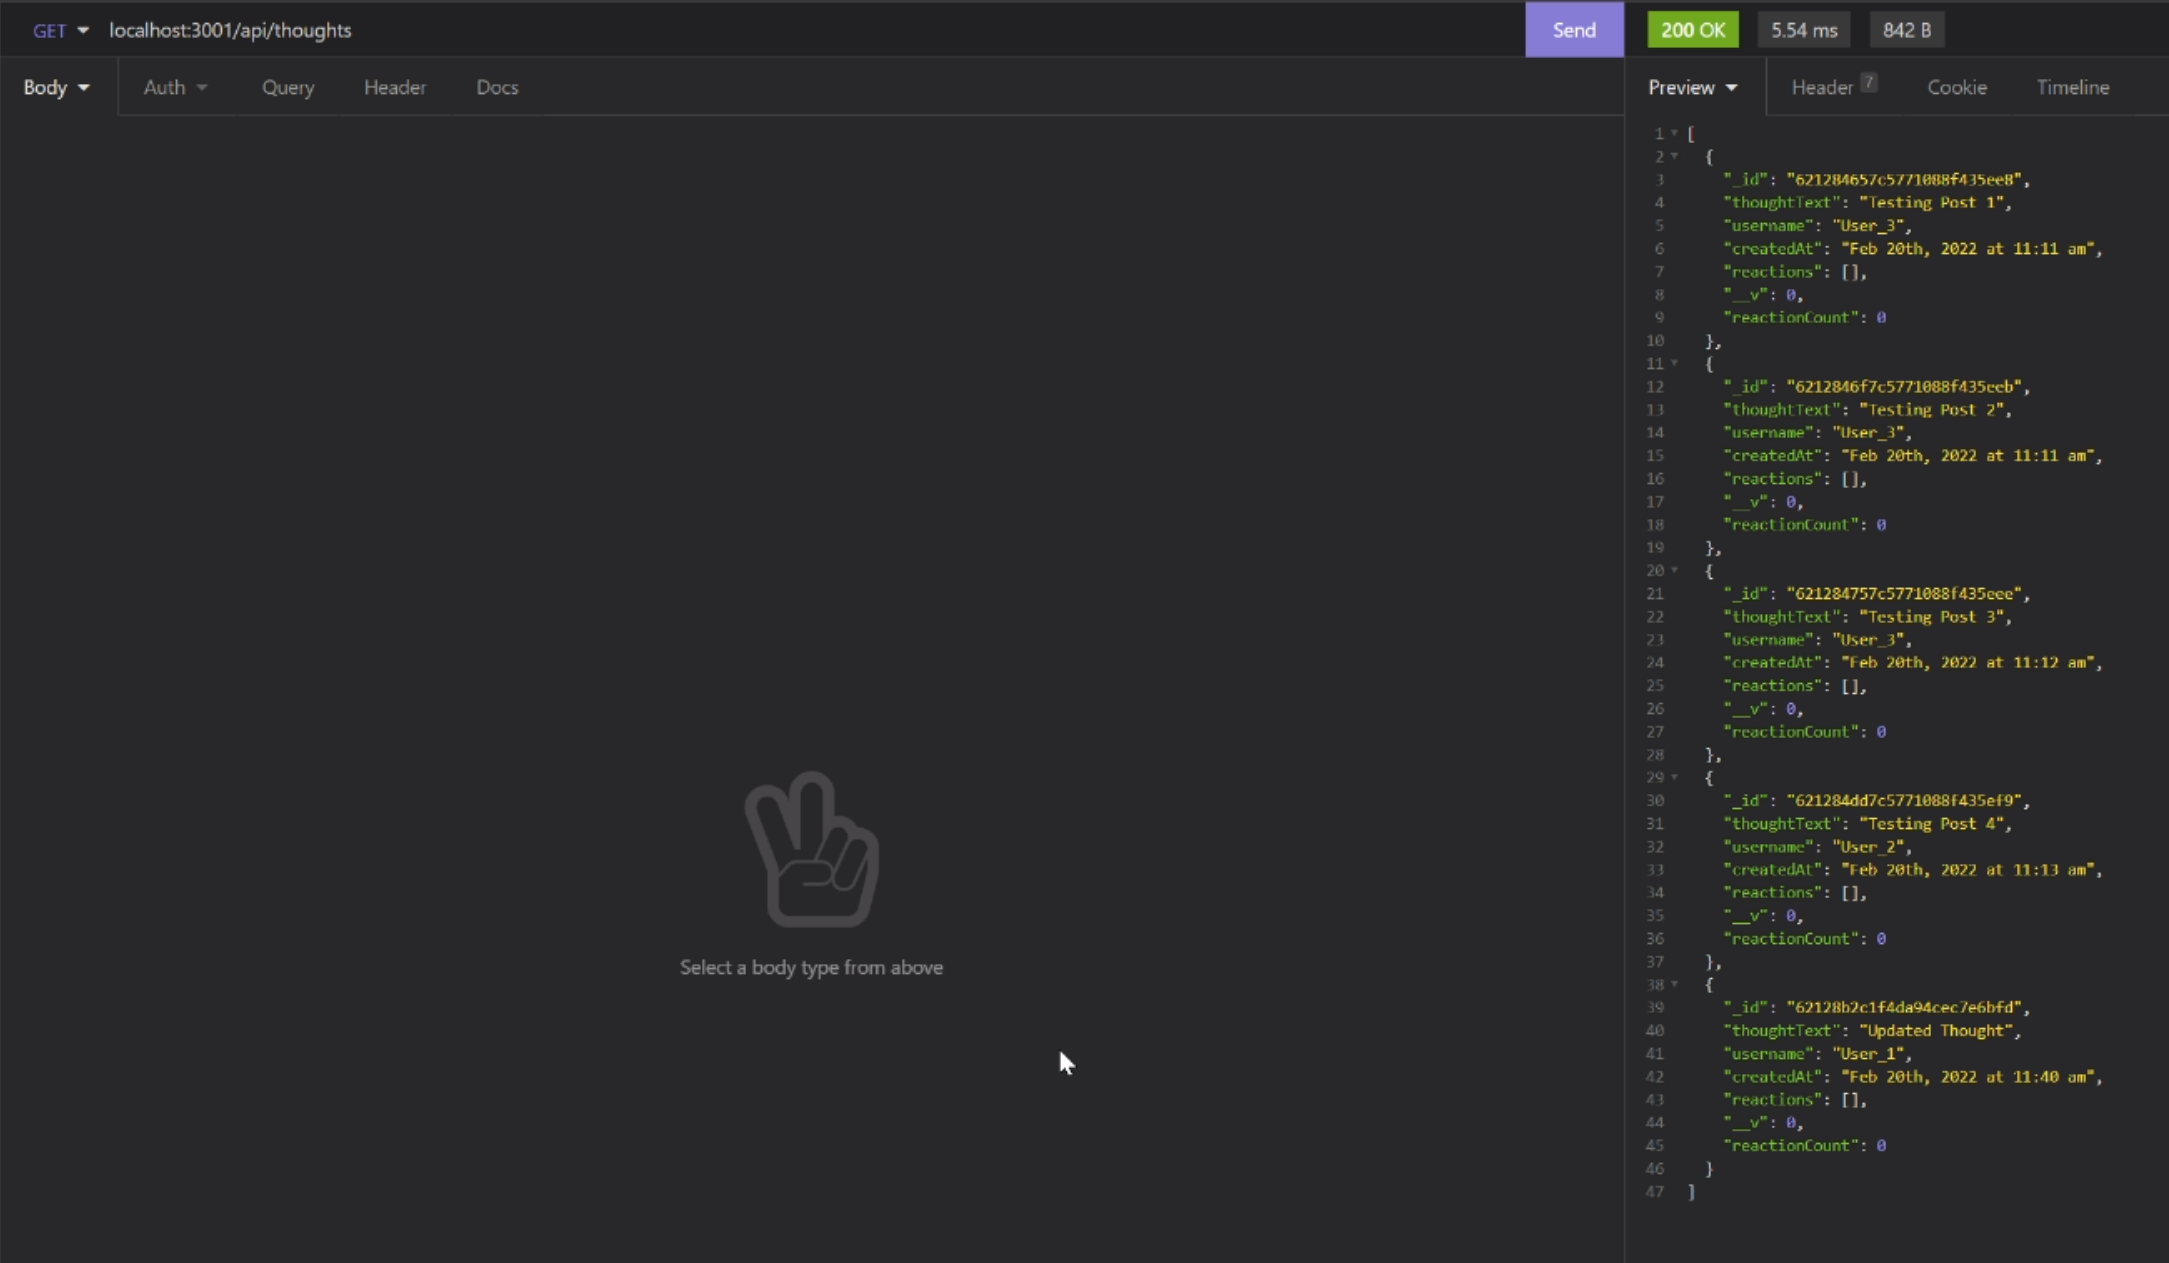 GET localhost:3001/api/thoughts Send 200 OK 5.54 ms 842 B
Body Auth Query Header Docs Preview Header 7 Cookie Timeline
1 [
2 {
3 "_id": "621284657c5771088f435ee8",
4 "thoughtText": "Testing Post 1",
5 "username": "User_3",
6 "createdAt": "Feb 20th, 2022 at 11:11 am",
7 "reactions": [],
8 "__v": 0,
9 "reactionCount": 0
10 },
11 {
12 "_id": "6212846f7c5771088f435eeb",
13 "thoughtText": "Testing Post 2",
14 "username": "User_3",
15 "createdAt": "Feb 20th, 2022 at 11:11 am",
16 "reactions": [],
17 "__v": 0,
18 "reactionCount": 0
19 },
20 {
21 "_id": "621284757c5771088f435eee",
22 "thoughtText": "Testing Post 3",
23 "username": "User_3",
24 "createdAt": "Feb 20th, 2022 at 11:12 am",
25 "reactions": [],
26 "__v": 0,
27 "reactionCount": 0
28 },
29 {
30 "_id": "621284dd7c5771088f435ef9",
31 "thoughtText": "Testing Post 4",
32 "username": "User_2",
33 "createdAt": "Feb 20th, 2022 at 11:13 am",
34 "reactions": [],
35 "__v": 0,
36 "reactionCount": 0
37 },
38 {
39 "_id": "62128b2c1f4da94cec7e6bfd",
40 "thoughtText": "Updated Thought",
41 "username": "User_1",
42 "createdAt": "Feb 20th, 2022 at 11:40 am",
43 "reactions": [],
44 "__v": 0,
45 "reactionCount": 0
46 }
47 ]
Select a body type from above